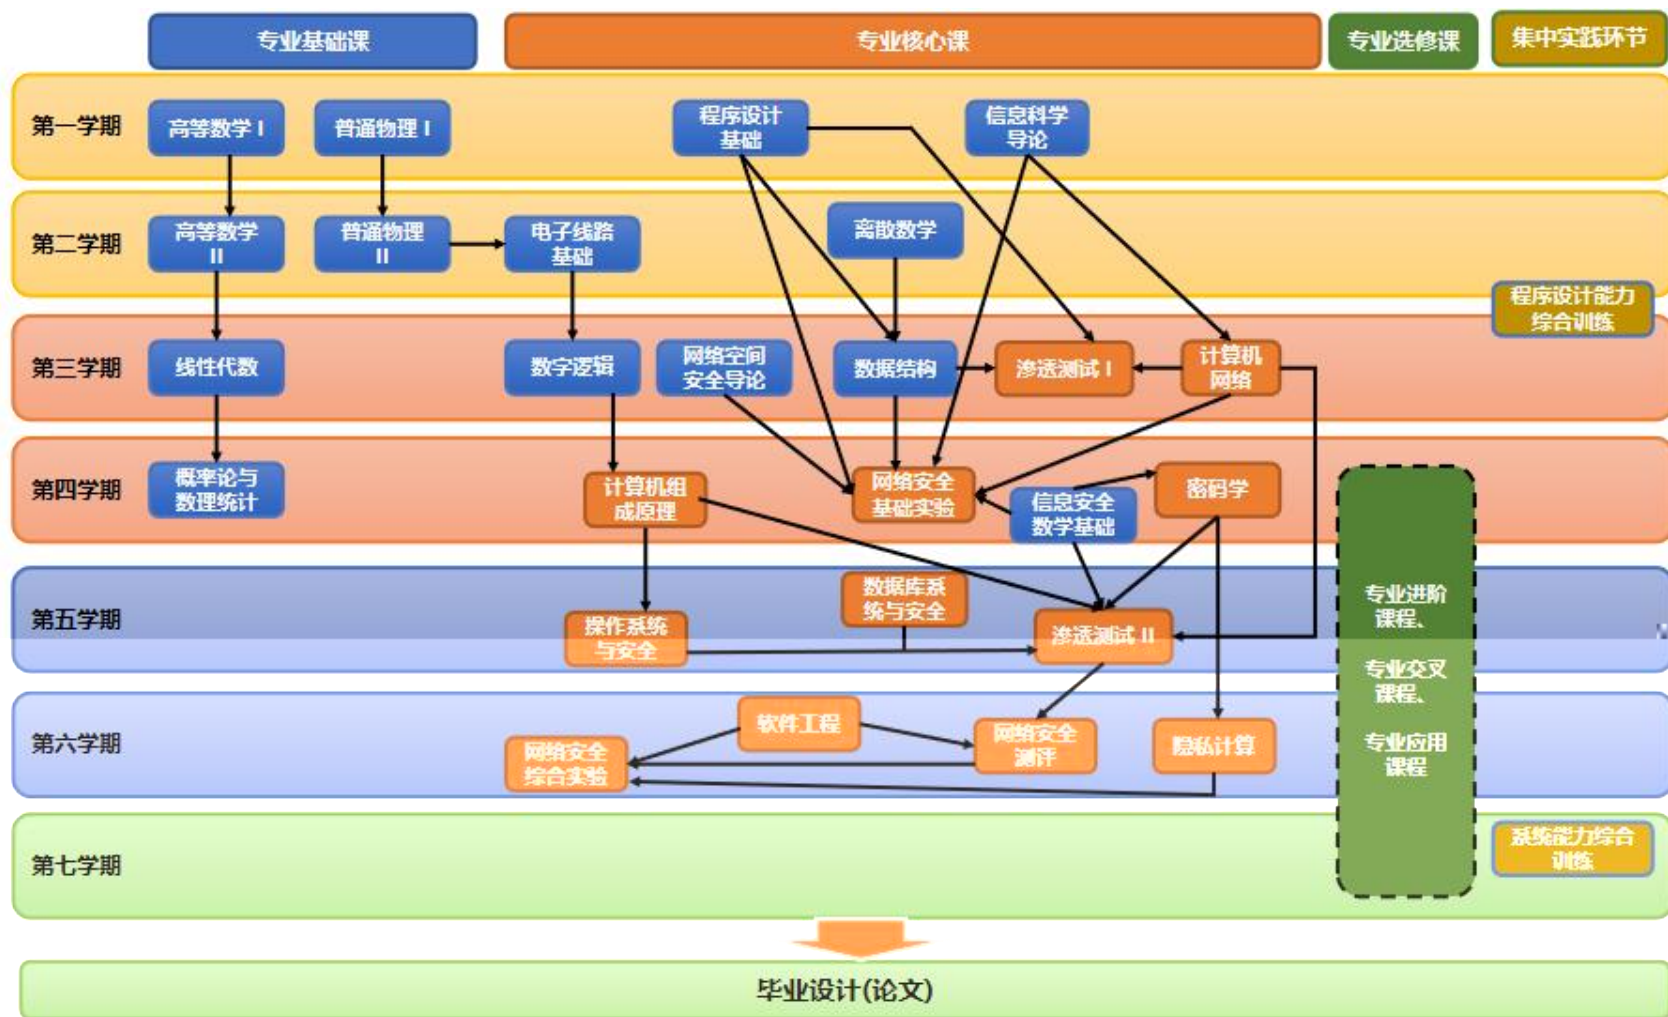 专业基础课
专业核心课
专业选修课
集中实践环节
第一学期
高等数学 I
普通物理 I
程序设计
基础
信息科学
导论
第二学期
高等数学
II
普通物理
II
电子线路
基础
离散数学
程序设计能力
综合训练
第三学期
线性代数
数字逻辑
网络空间
安全导论
数据结构
渗透测试 I
计算机
网络
第四学期
概率论与
数理统计
计算机组
成原理
网络安全
基础实验
信息安全
数学基础
密码学
第五学期
操作系统
与安全
数据库系
统与安全
渗透测试 II
专业进阶
课程、
专业交叉
课程、
专业应用
课程
第六学期
网络安全
综合实验
软件工程
网络安全
测评
隐私计算
第七学期
系统能力综合
训练
毕业设计(论文)